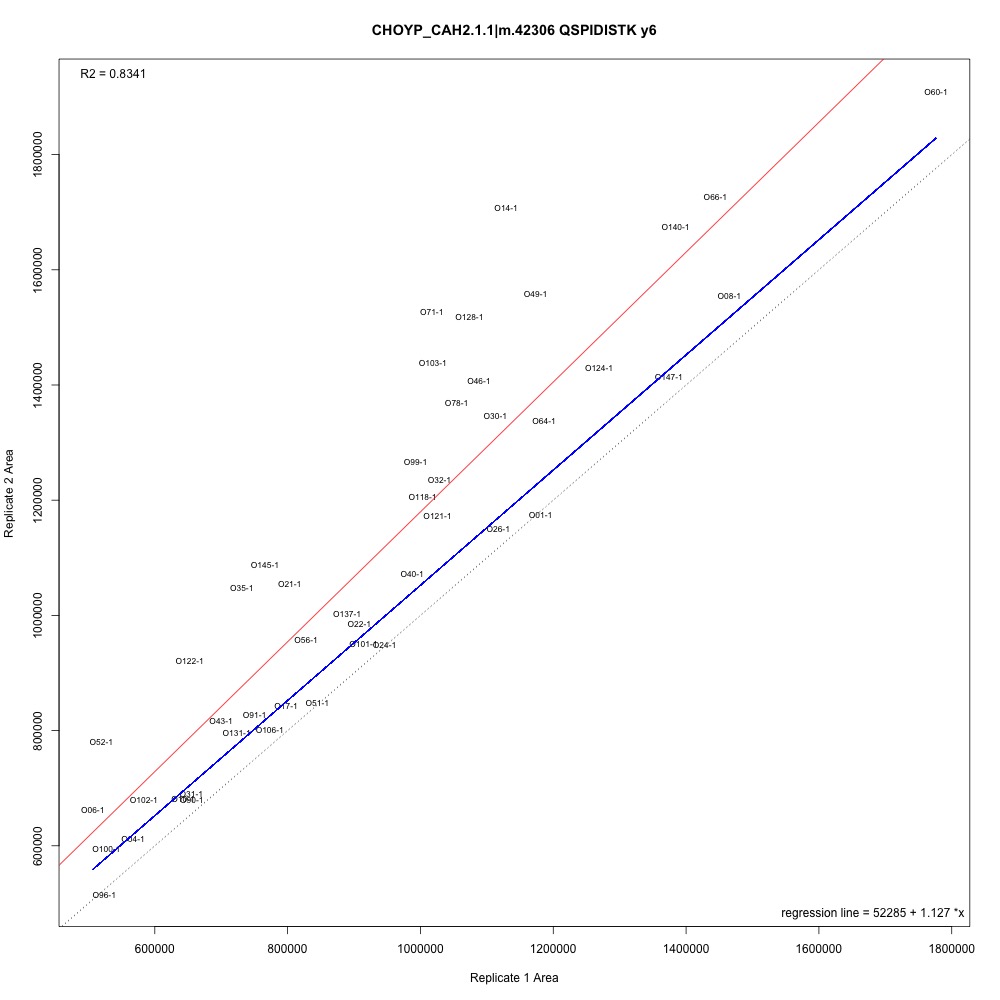 CHOYP_CAH2.1.1|m.42306 QSPIDISTK y6
R2 = 0.8341
O60-1
O66-1
O14-1
O140-1
O49-1
O08-1
O71-1
O128-1
O103-1
O124-1
O147-1
O46-1
O78-1
O30-1
O64-1
O99-1
O32-1
O118-1
O121-1
O01-1
O26-1
O145-1
O40-1
O21-1
O35-1
O137-1
O22-1
O56-1
O101-1
O24-1
O122-1
O51-1
O17-1
O91-1
O43-1
O106-1
O131-1
O52-1
O31-1
O90-1
O102-1
O06-1
O04-1
O100-1
O96-1
regression line = 52285 + 1.127 *x
600000
800000
1000000
1200000
1400000
1600000
1800000
Replicate 2 Area
600000
800000
1000000
1200000
1400000
1600000
1800000
Replicate 1 Area